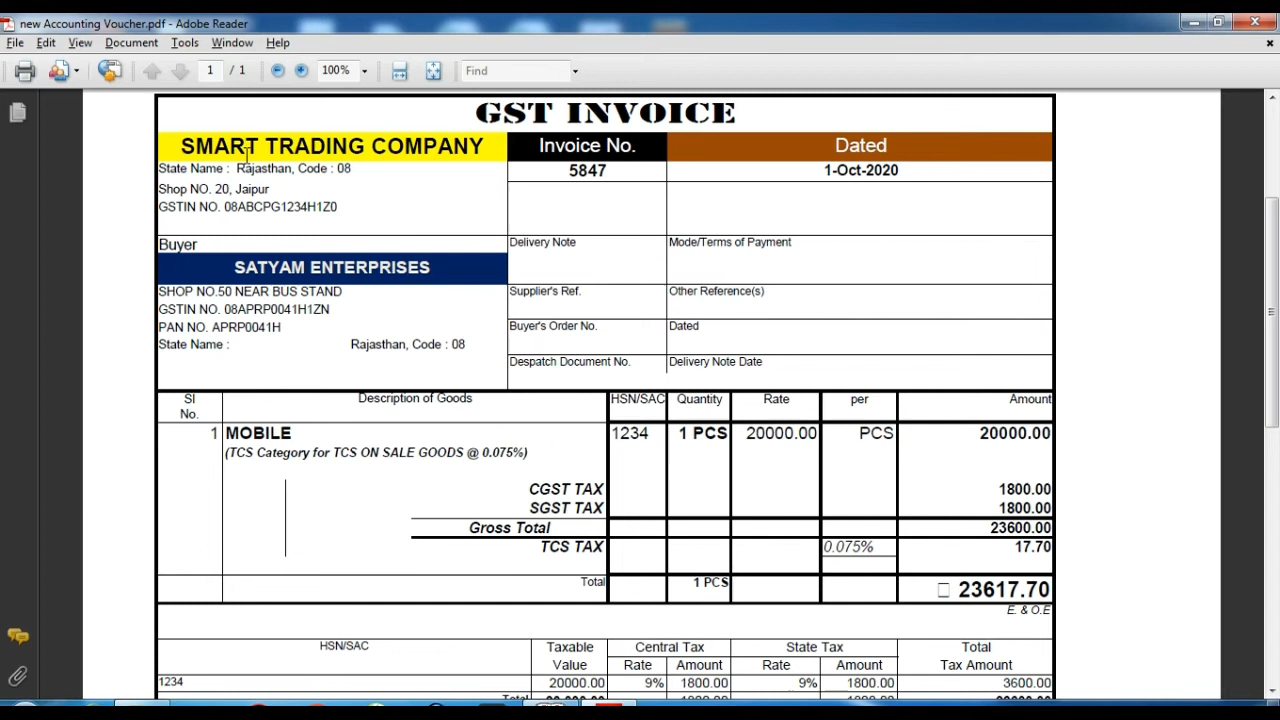 new Accounting Voucher.pdf - Adobe Reader
File Edit View Document Tools Window Help
1 / 1 100% Find
GST INVOICE
SMART TRADING COMPANY Invoice No. Dated
State Name : Rajasthan, Code : 08 5847 1-Oct-2020
Shop NO. 20, Jaipur
GSTIN NO. 08ABCPG1234H1Z0
Buyer Delivery Note Mode/Terms of Payment
SATYAM ENTERPRISES
SHOP NO.50 NEAR BUS STAND Supplier's Ref. Other Reference(s)
GSTIN NO. 08APRP0041H1ZN
PAN NO. APRP0041H Buyer's Order No. Dated
State Name : Rajasthan, Code : 08
Despatch Document No. Delivery Note Date
Sl Description of Goods HSN/SAC Quantity Rate per Amount
No.
1 MOBILE 1234 1 PCS 20000.00 PCS 20000.00
(TCS Category for TCS ON SALE GOODS @ 0.075%)
CGST TAX 1800.00
SGST TAX 1800.00
Gross Total 23600.00
TCS TAX 0.075% 17.70
Total 1 PCS 23617.70
E. & O.E
HSN/SAC Taxable Central Tax State Tax Total
Value Rate Amount Rate Amount Tax Amount
1234 20000.00 9% 1800.00 9% 1800.00 3600.00